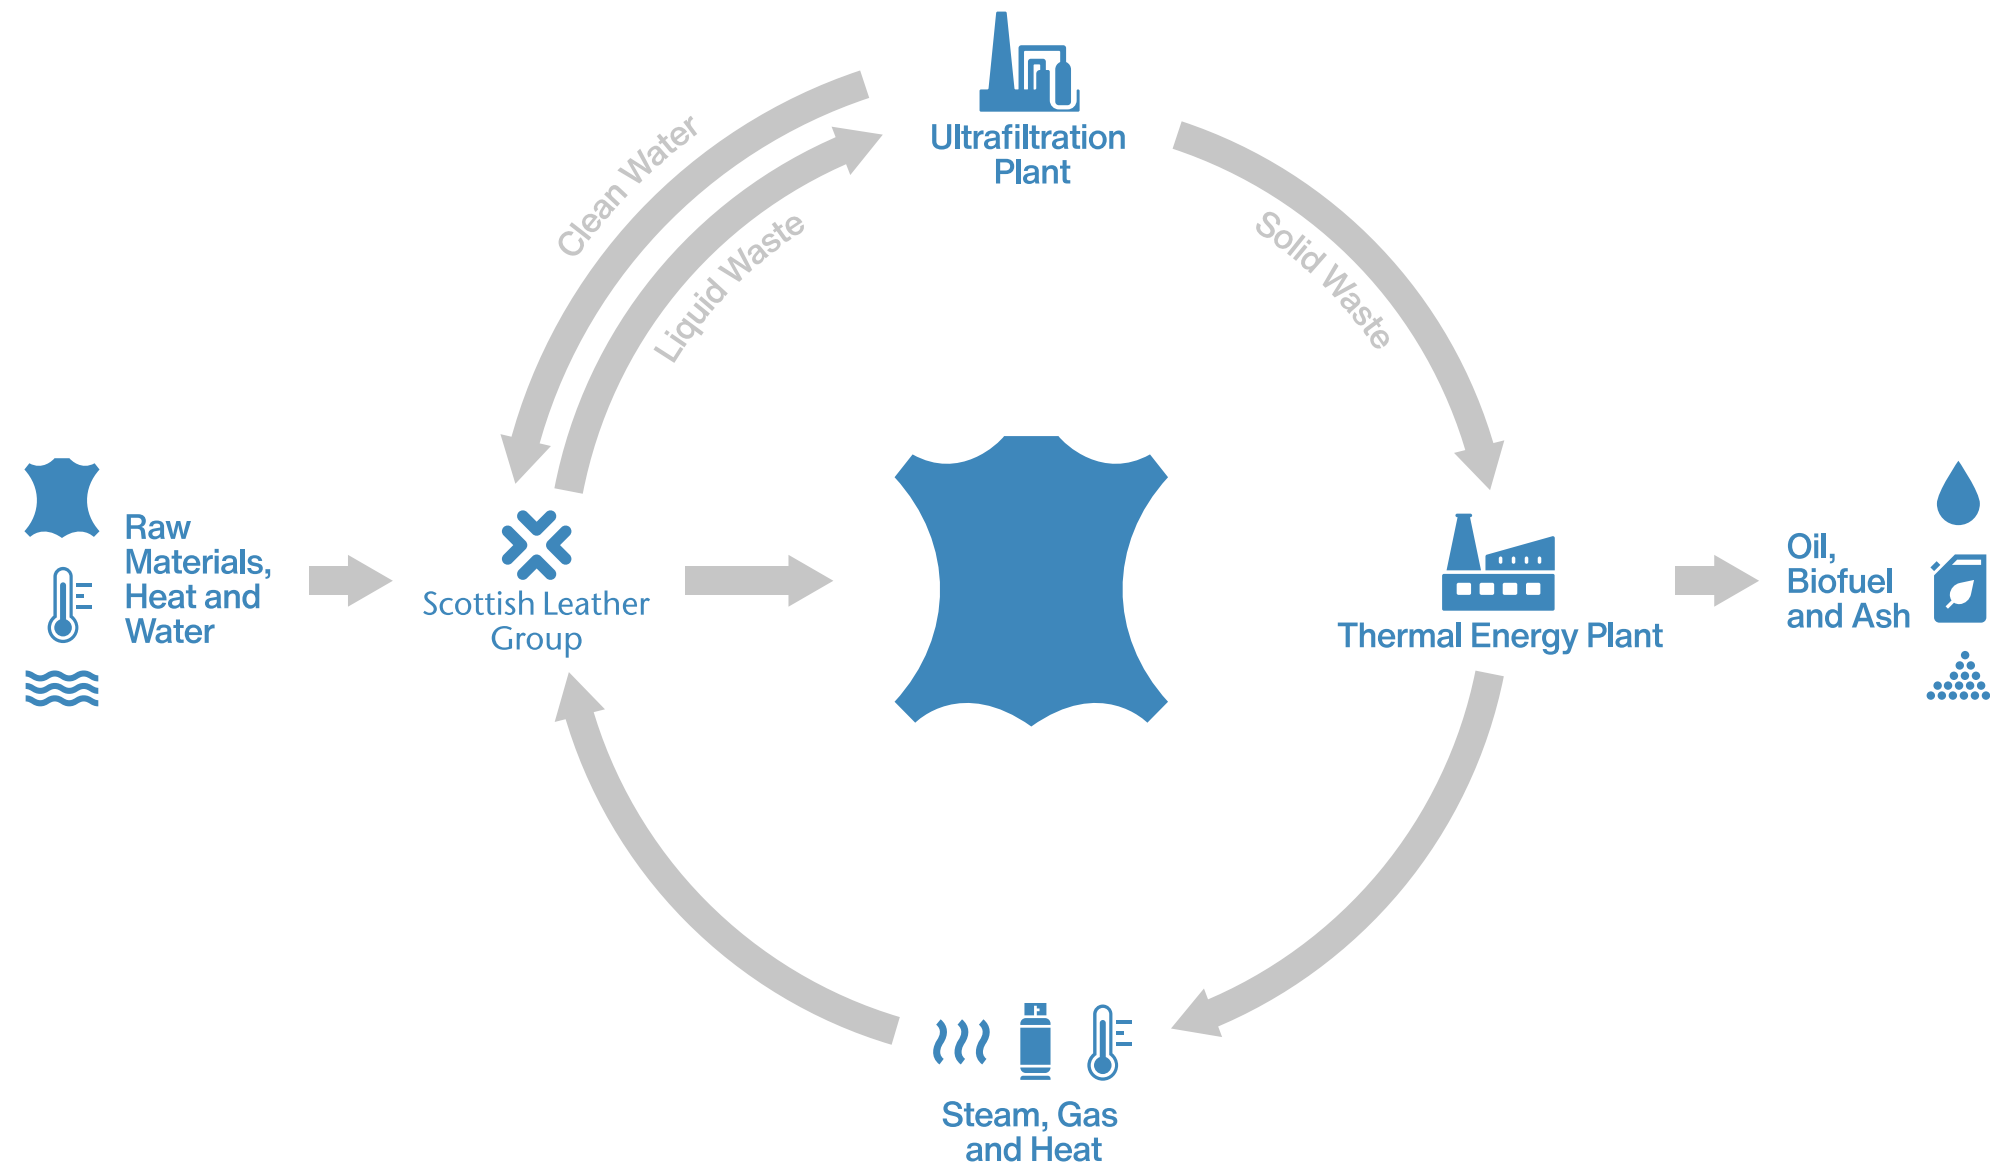 Ultrafiltration
Plant
Clean Water
Liquid Waste
Solid Waste
Raw
Materials,
Heat and
Water
Scottish Leather
Group
Thermal Energy Plant
Oil,
Biofuel
and Ash
Steam, Gas
and Heat